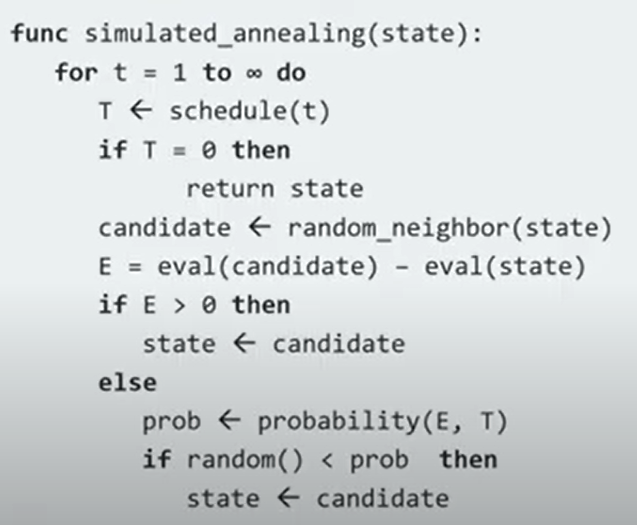 func simulated_annealing(state):
for t = 1 to ∞ do
T ← schedule(t)
if T = 0 then
return state
candidate ← random_neighbor(state)
E = eval(candidate) - eval(state)
if E > 0 then
state ← candidate
else
prob ← probability(E, T)
if random() < prob then
state ← candidate